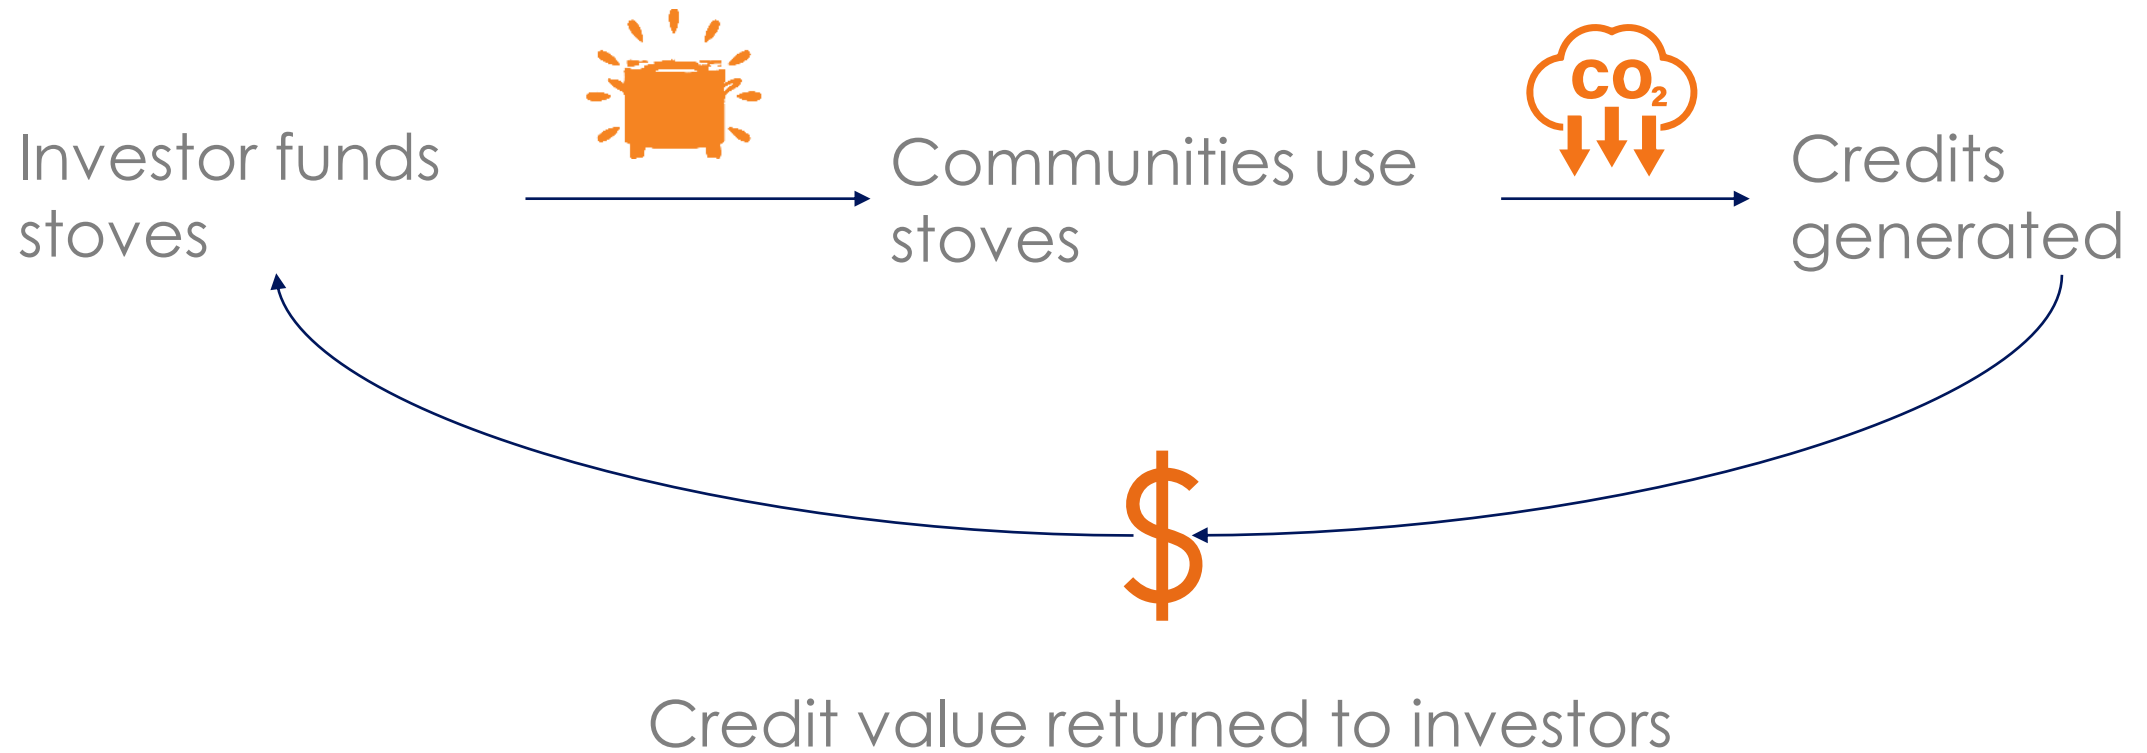 Investor funds
stoves
Communities use
stoves
CO₂
Credits
generated
$
Credit value returned to investors